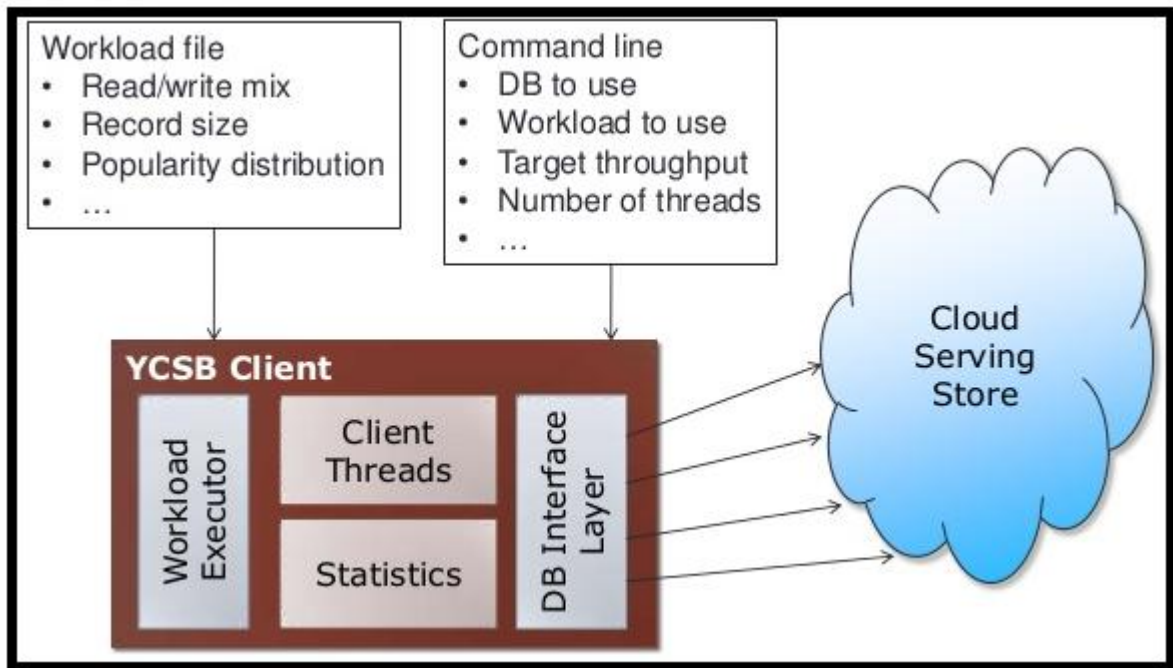 Workload file
• Read/write mix
• Record size
• Popularity distribution
• …
Command line
• DB to use
• Workload to use
• Target throughput
• Number of threads
• …
YCSB Client
Workload
Executor
Client
Threads
Statistics
DB Interface
Layer
Cloud
Serving
Store